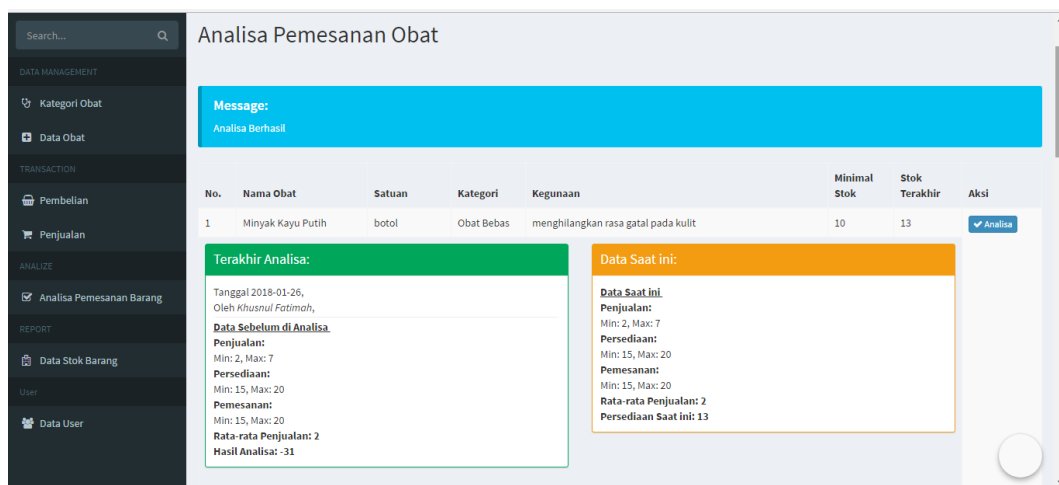 Search...
DATA MANAGEMENT
Kategori Obat
Data Obat
TRANSACTION
Pembelian
Penjualan
ANALIZE
Analisa Pemesanan Barang
REPORT
Data Stok Barang
User
Data User
Analisa Pemesanan Obat
Message:
Analisa Berhasil
No. Nama Obat Satuan Kategori Kegunaan Minimal Stok Stok Terakhir Aksi
1 Minyak Kayu Putih botol Obat Bebas menghilangkan rasa gatal pada kulit 10 13 Analisa
Terakhir Analisa:
Tanggal 2018-01-26,
Oleh Khusnul Fatimah,
Data Sebelum di Analisa
Penjualan:
Min: 2, Max: 7
Persediaan:
Min: 15, Max: 20
Pemesanan:
Min: 15, Max: 20
Rata-rata Penjualan: 2
Hasil Analisa: -31
Data Saat ini:
Data Saat ini
Penjualan:
Min: 2, Max: 7
Persediaan:
Min: 15, Max: 20
Pemesanan:
Min: 15, Max: 20
Rata-rata Penjualan: 2
Persediaan Saat ini: 13